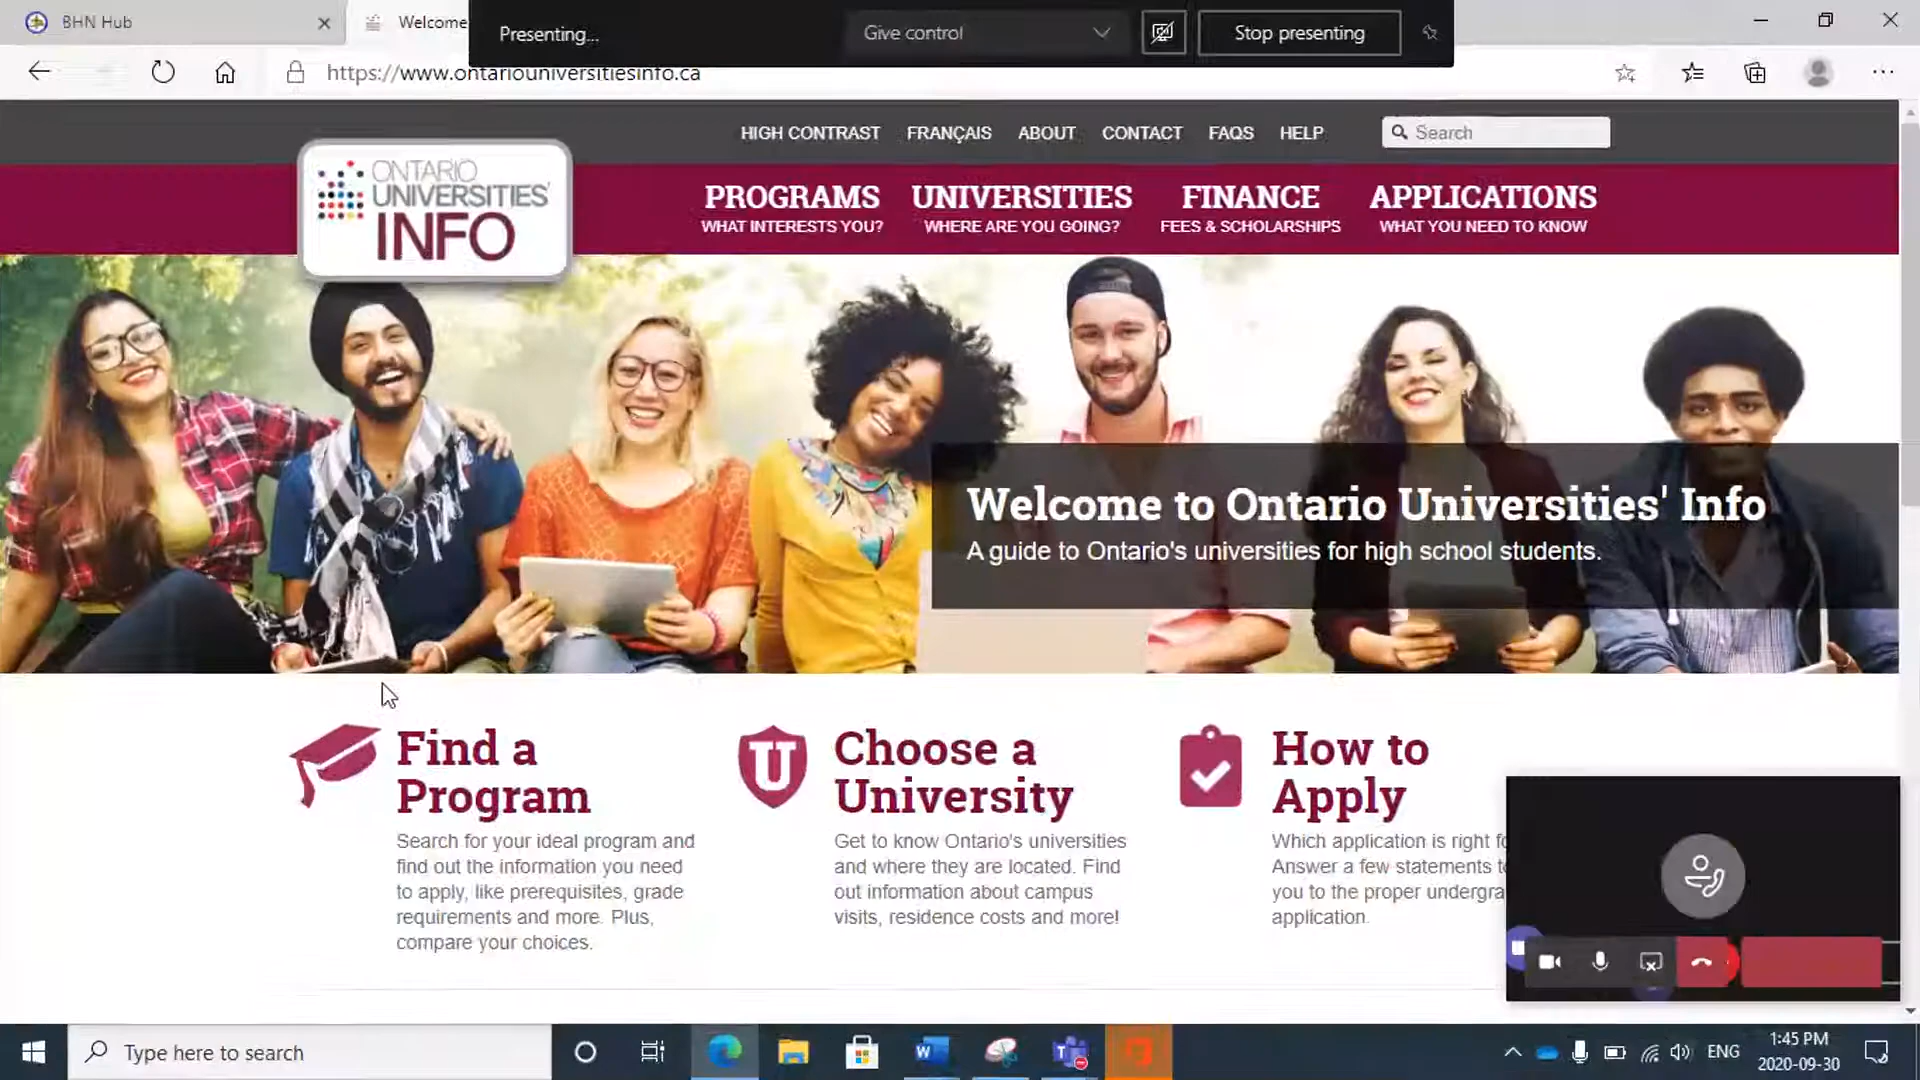 BHN Hub
Welcome
Presenting...
Give control
Stop presenting
https://www.ontariouniversitiesinfo.ca
HIGH CONTRAST FRANÇAIS ABOUT CONTACT FAQS HELP
Search
ONTARIO
UNIVERSITIES'
INFO
PROGRAMS
WHAT INTERESTS YOU?
UNIVERSITIES
WHERE ARE YOU GOING?
FINANCE
FEES & SCHOLARSHIPS
APPLICATIONS
WHAT YOU NEED TO KNOW
Welcome to Ontario Universities' Info
A guide to Ontario's universities for high school students.
Find a
Program
Search for your ideal program and
find out the information you need
to apply, like prerequisites, grade
requirements and more. Plus,
compare your choices.
U
Choose a
University
Get to know Ontario's universities
and where they are located. Find
out information about campus
visits, residence costs and more!
How to
Apply
Which application is right
Answer a few statements
you to the proper
application.
Type here to search
W
T
ENG
1:45 PM
2020-09-30